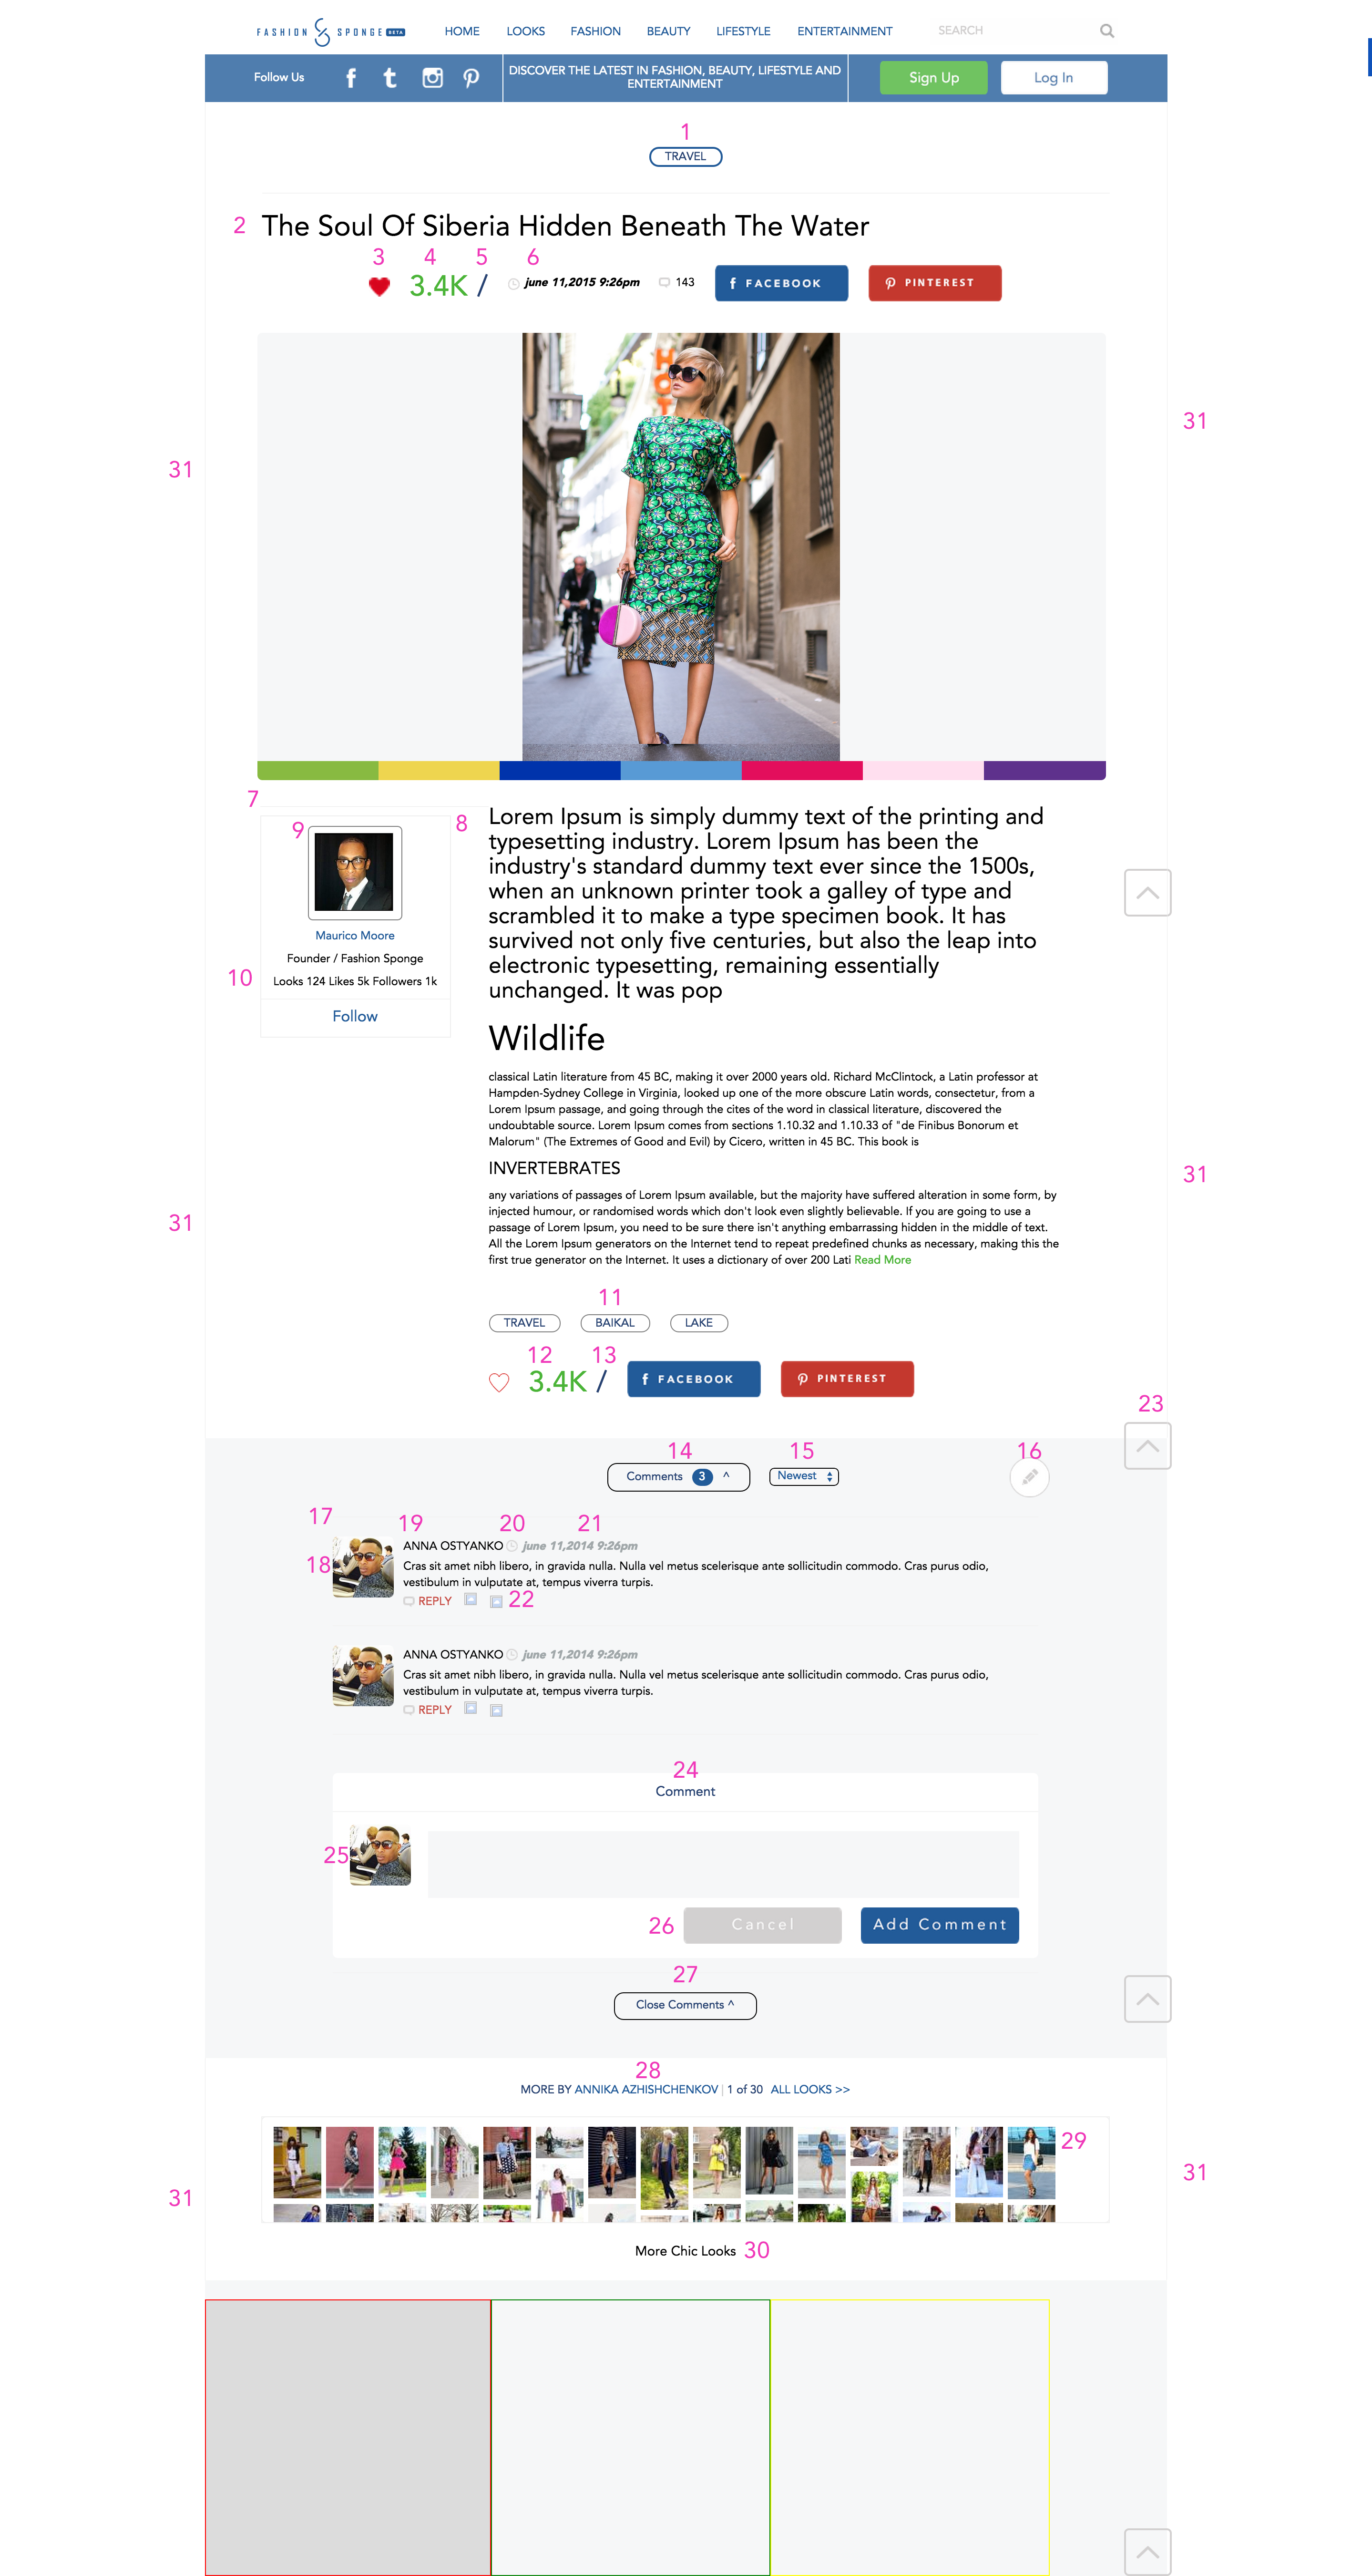 FASHION SPONGE BETA
HOME LOOKS FASHION BEAUTY LIFESTYLE ENTERTAINMENT SEARCH
Follow Us
DISCOVER THE LATEST IN FASHION, BEAUTY, LIFESTYLE AND
ENTERTAINMENT
Sign Up Log In
1
TRAVEL
2 The Soul Of Siberia Hidden Beneath The Water
3 4 5 6
3.4K / june 11,2015 9:26pm 143 FACEBOOK PINTEREST
HOT
31
31
7
8
9
Lorem Ipsum is simply dummy text of the printing and
typesetting industry. Lorem Ipsum has been the
industry's standard dummy text ever since the 1500s,
when an unknown printer took a galley of type and
scrambled it to make a type specimen book. It has
survived not only five centuries, but also the leap into
electronic typesetting, remaining essentially
unchanged. It was pop
Maurico Moore
Founder / Fashion Sponge
10
Looks 124 Likes 5k Followers 1k
Follow
Wildlife
classical Latin literature from 45 BC, making it over 2000 years old. Richard McClintock, a Latin professor at
Hampden-Sydney College in Virginia, looked up one of the more obscure Latin words, consectetur, from a
Lorem Ipsum passage, and going through the cites of the word in classical literature, discovered the
undoubtable source. Lorem Ipsum comes from sections 1.10.32 and 1.10.33 of "de Finibus Bonorum et
Malorum" (The Extremes of Good and Evil) by Cicero, written in 45 BC. This book is
INVERTEBRATES
31
any variations of passages of Lorem Ipsum available, but the majority have suffered alteration in some form, by
injected humour, or randomised words which don't look even slightly believable. If you are going to use a
passage of Lorem Ipsum, you need to be sure there isn't anything embarrassing hidden in the middle of text.
All the Lorem Ipsum generators on the Internet tend to repeat predefined chunks as necessary, making this the
first true generator on the Internet. It uses a dictionary of over 200 Lati Read More
31
11
TRAVEL BAIKAL LAKE
12 13
3.4K / FACEBOOK PINTEREST
23
14 15 16
Comments 3 ^ Newest
17
19 20 21
ANNA OSTYANKO june 11,2014 9:26pm
18
Cras sit amet nibh libero, in gravida nulla. Nulla vel metus scelerisque ante sollicitudin commodo. Cras purus odio,
vestibulum in vulputate at, tempus viverra turpis.
REPLY 22
ANNA OSTYANKO june 11,2014 9:26pm
Cras sit amet nibh libero, in gravida nulla. Nulla vel metus scelerisque ante sollicitudin commodo. Cras purus odio,
vestibulum in vulputate at, tempus viverra turpis.
REPLY
24
Comment
25
26 Cancel Add Comment
27
Close Comments ^
28
MORE BY ANNIKA AZHISHCHENKOV | 1 of 30 ALL LOOKS >>
29
31
31
More Chic Looks 30